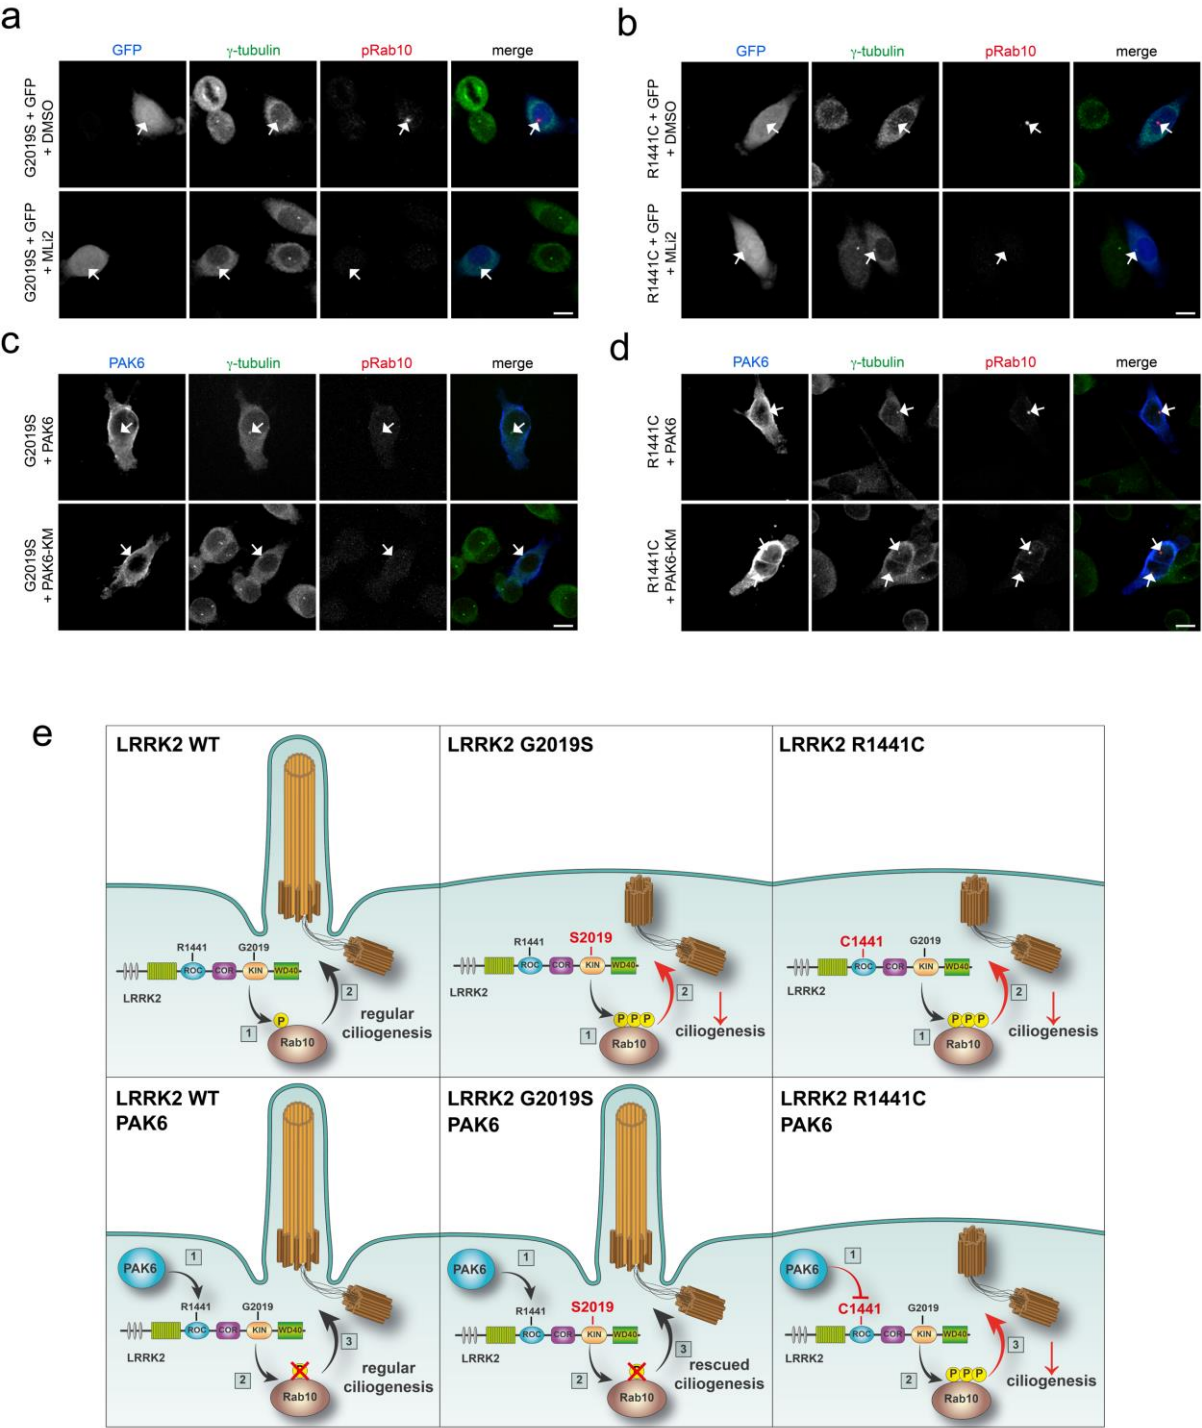 a
GFP γ-tubulin pRab10 merge
G2019S + GFP
+ DMSO
G2019S + GFP
+ MLi2
b
GFP γ-tubulin pRab10 merge
R1441C + GFP
+ DMSO
R1441C + GFP
+ MLi2
c
PAK6 γ-tubulin pRab10 merge
G2019S
+ PAK6
G2019S
+ PAK6-KM
d
PAK6 γ-tubulin pRab10 merge
R1441C
+ PAK6
R1441C
+ PAK6-KM
e
LRRK2 WT
R1441 G2019
ROC COR KIN WD40
LRRK2
1
P
Rab10
2
regular
ciliogenesis
LRRK2 G2019S
R1441 S2019
ROC COR KIN WD40
LRRK2
1
P P P
Rab10
2
ciliogenesis
LRRK2 R1441C
C1441 G2019
ROC COR KIN WD40
LRRK2
1
P P P
Rab10
2
ciliogenesis
LRRK2 WT
PAK6
PAK6
1
R1441 G2019
ROC COR KIN WD40
LRRK2
2
P
Rab10
3
regular
ciliogenesis
LRRK2 G2019S
PAK6
PAK6
1
R1441 S2019
ROC COR KIN WD40
LRRK2
2
P
Rab10
3
rescued
ciliogenesis
LRRK2 R1441C
PAK6
PAK6
1
C1441 G2019
ROC COR KIN WD40
LRRK2
2
P P P
Rab10
3
ciliogenesis